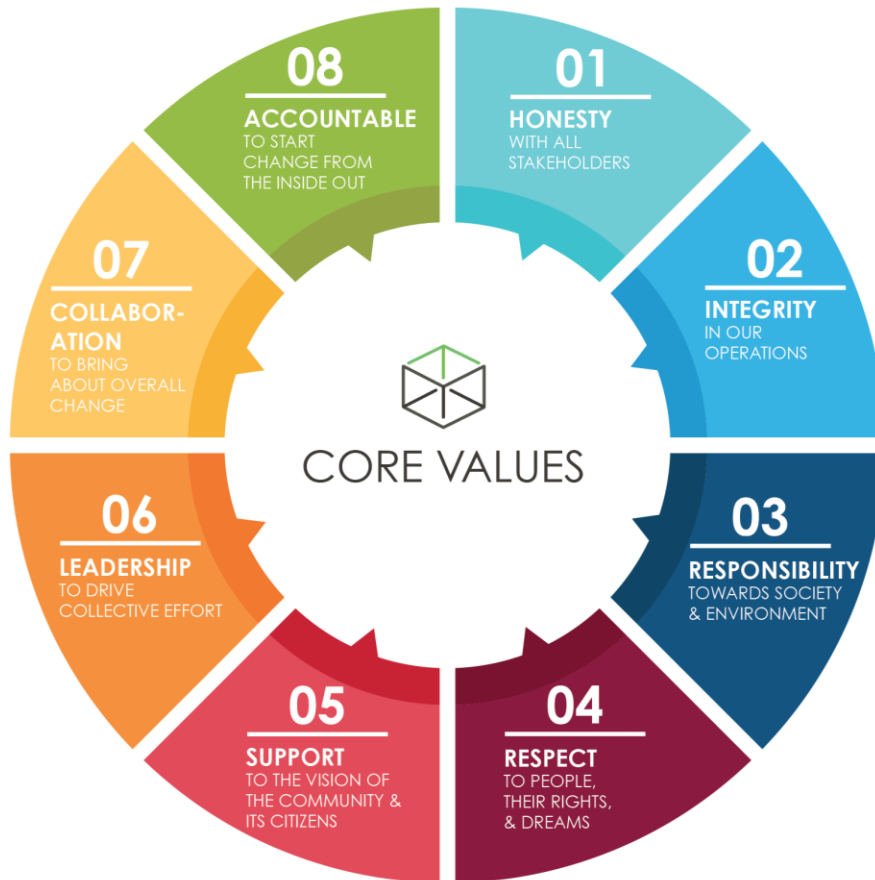 01
HONESTY
WITH ALL
STAKEHOLDERS
02
INTEGRITY
IN OUR
OPERATIONS
03
RESPONSIBILITY
TOWARDS SOCIETY
& ENVIRONMENT
04
RESPECT
TO PEOPLE,
THEIR RIGHTS,
& DREAMS
05
SUPPORT
TO THE VISION OF
THE COMMUNITY &
ITS CITIZENS
06
LEADERSHIP
TO DRIVE
COLLECTIVE EFFORT
07
COLLABOR-
ATION
TO BRING
ABOUT OVERALL
CHANGE
08
ACCOUNTABLE
TO START
CHANGE FROM
THE INSIDE OUT
CORE VALUES